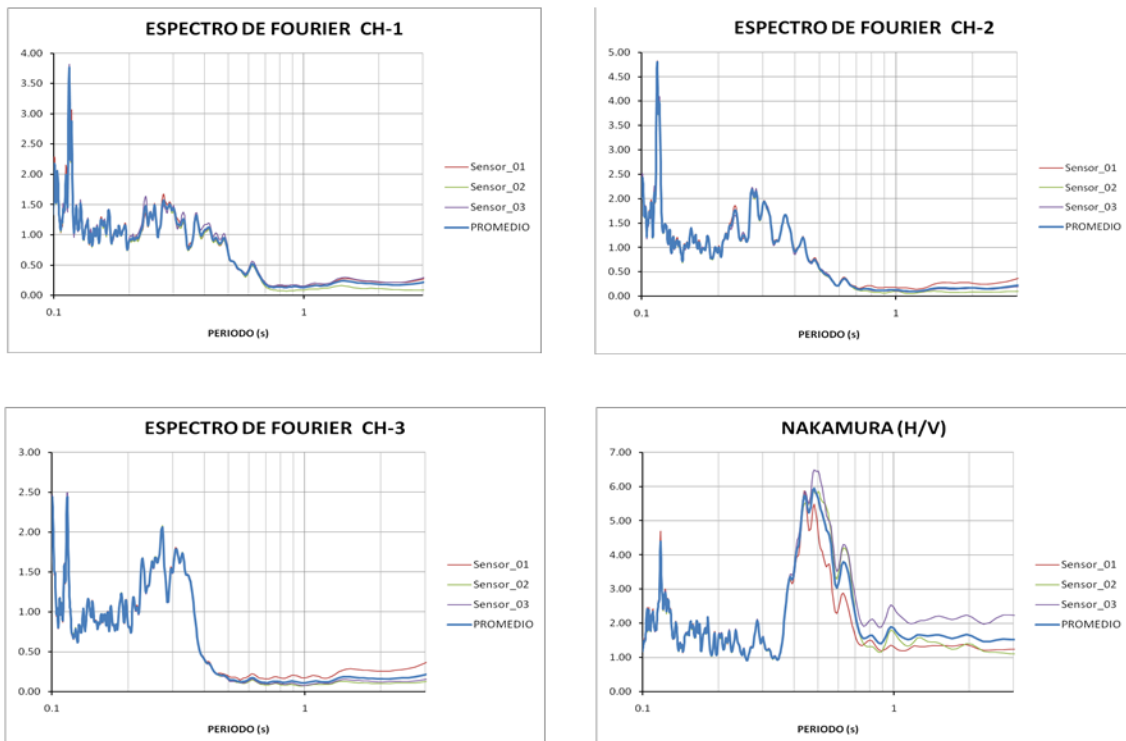 ESPECTRO DE FOURIER CH-1
4.00
3.50
3.00
2.50
2.00
1.50
1.00
0.50
0.00
0.1
1
PERIODO (s)
Sensor_01
Sensor_02
Sensor_03
PROMEDIO
ESPECTRO DE FOURIER CH-2
5.00
4.50
4.00
3.50
3.00
2.50
2.00
1.50
1.00
0.50
0.00
0.1
1
PERIODO (s)
Sensor_01
Sensor_02
Sensor_03
PROMEDIO
ESPECTRO DE FOURIER CH-3
3.00
2.50
2.00
1.50
1.00
0.50
0.00
0.1
1
PERIODO (s)
Sensor_01
Sensor_02
Sensor_03
PROMEDIO
NAKAMURA (H/V)
7.00
6.00
5.00
4.00
3.00
2.00
1.00
0.00
0.1
1
PERIODO (s)
Sensor_01
Sensor_02
Sensor_03
PROMEDIO